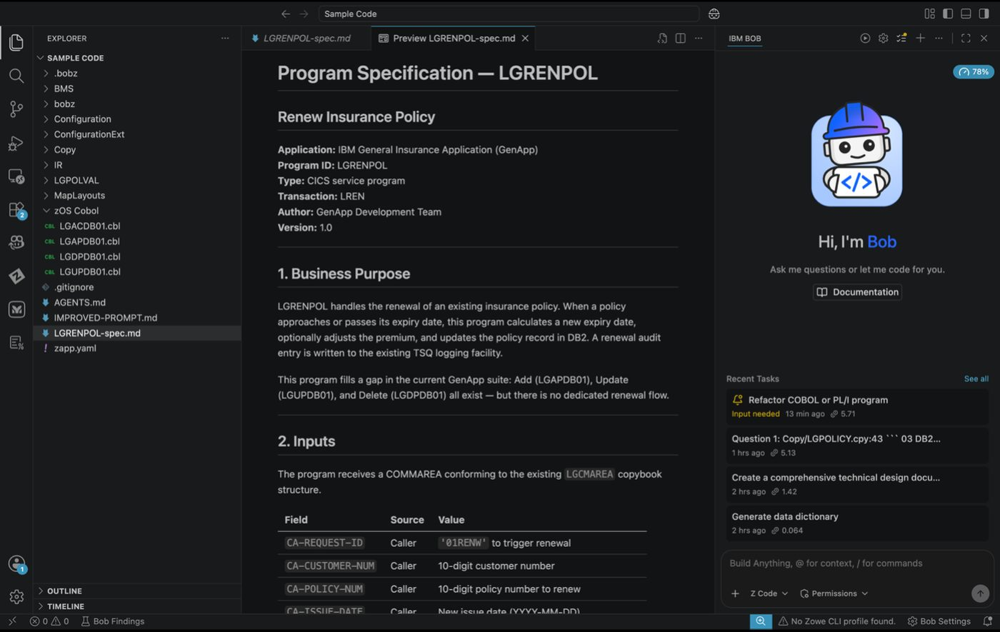 Sample Code
EXPLORER
SAMPLE CODE
.bobz
BMS
bobz
Configuration
ConfigurationExt
Copy
IR
LGPOLVAL
MapLayouts
zOS Cobol
CBL LGACDB01.cbl
CBL LGAPDB01.cbl
CBL LGDPDB01.cbl
CBL LGUPDB01.cbl
.gitignore
AGENTS.md
IMPROVED-PROMPT.md
LGRENPOL-spec.md
! zapp.yaml
2
1
OUTLINE
TIMELINE
LGRENPOL-spec.md
Preview LGRENPOL-spec.md
Program Specification — LGRENPOL
Renew Insurance Policy
Application: IBM General Insurance Application (GenApp)
Program ID: LGRENPOL
Type: CICS service program
Transaction: LREN
Author: GenApp Development Team
Version: 1.0
1. Business Purpose
LGRENPOL handles the renewal of an existing insurance policy. When a policy
approaches or passes its expiry date, this program calculates a new expiry date,
optionally adjusts the premium, and updates the policy record in DB2. A renewal audit
entry is written to the existing TSQ logging facility.
This program fills a gap in the current GenApp suite: Add (LGAPDB01), Update
(LGUPDB01), and Delete (LGDPDB01) all exist — but there is no dedicated renewal flow.
2. Inputs
The program receives a COMMAREA conforming to the existing LGCMAREA copybook
structure.
Field Source Value
CA-REQUEST-ID Caller '01RENW' to trigger renewal
CA-CUSTOMER-NUM Caller 10-digit customer number
CA-POLICY-NUM Caller 10-digit policy number to renew
CA-ISSUE-DATE Caller New issue date (YYYY-MM-DD)
IBM BOB
78%
</>
Hi, I'm Bob
Ask me questions or let me code for you.
Documentation
Recent Tasks See all
Refactor COBOL or PL/I program
Input needed 13 min ago 5.71
Question 1: Copy/LGPOLICY.cpy:43 ``` 03 DB2...
1 hrs ago 5.13
Create a comprehensive technical design docu...
2 hrs ago 1.42
Generate data dictionary
2 hrs ago 0.064
Build Anything, @ for context, / for commands
Z Code Permissions
0 0 Bob Findings
No Zowe CLI profile found. Bob Settings